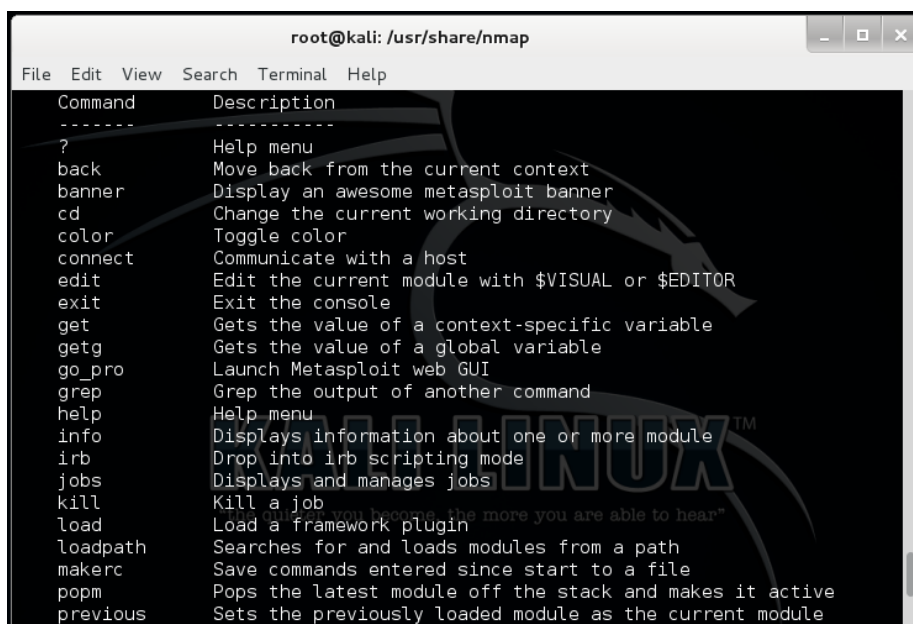 root@kali: /usr/share/nmap
File Edit View Search Terminal Help
Command Description
------- -----------
? Help menu
back Move back from the current context
banner Display an awesome metasploit banner
cd Change the current working directory
color Toggle color
connect Communicate with a host
edit Edit the current module with $VISUAL or $EDITOR
exit Exit the console
get Gets the value of a context-specific variable
getg Gets the value of a global variable
go_pro Launch Metasploit web GUI
grep Grep the output of another command
help Help menu
info Displays information about one or more module
irb Drop into irb scripting mode
jobs Displays and manages jobs
kill Kill a job
load Load a framework plugin
loadpath Searches for and loads modules from a path
makerc Save commands entered since start to a file
popm Pops the latest module off the stack and makes it active
previous Sets the previously loaded module as the current module
KALI LINUX TM
"the quieter you become, the more you are able to hear"